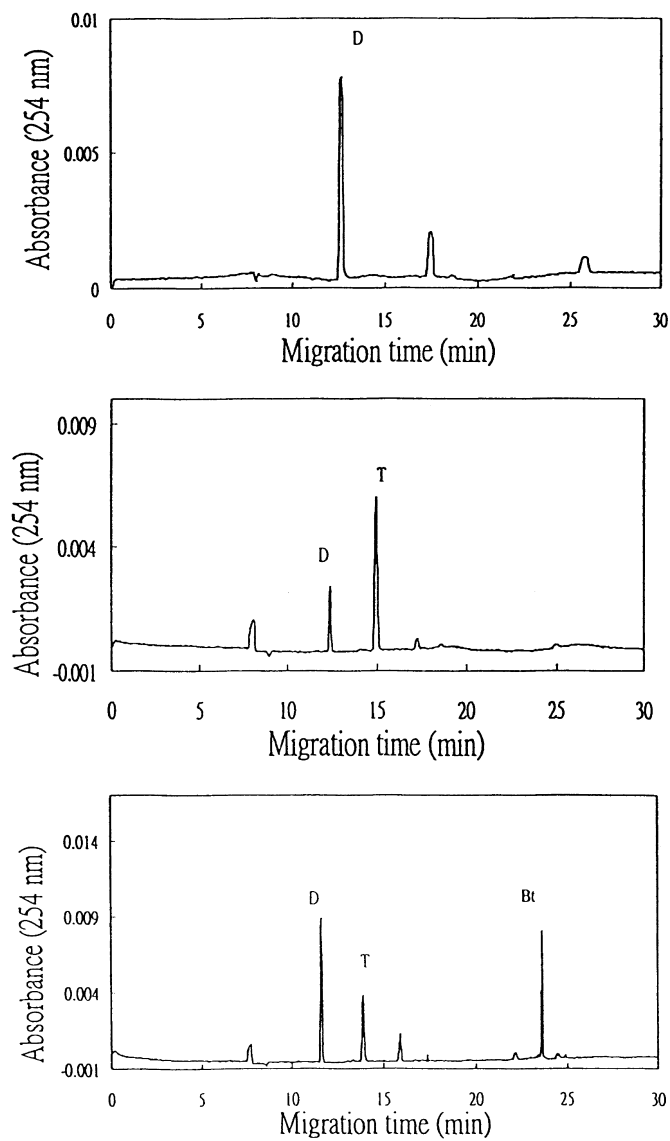 0.01
D
0.005
0
0 5 10 15 20 25 30
Absorbance (254 nm)
Migration time (min)
0.009
T
0.004
D
-0.001
0 5 10 15 20 25 30
Absorbance (254 nm)
Migration time (min)
0.014
D
Bt
0.009
T
0.004
-0.001
0 5 10 15 20 25 30
Absorbance (254 nm)
Migration time (min)